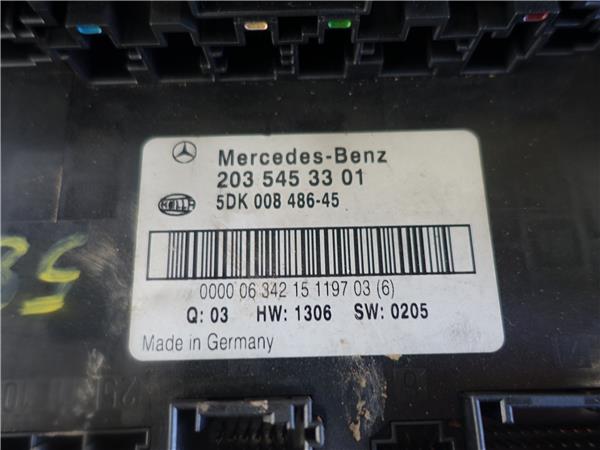 Mercedes-Benz
203 545 33 01
HELLA
5DK 008 486-45
0000 06 342 15 1197 03 (6)
Q: 03 HW: 1306 SW: 0205
Made in Germany